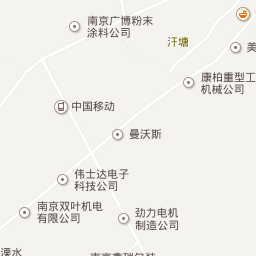 南京广博粉末
涂料公司
汗塘
美
康柏重型工
机械公司
中国移动
曼沃斯
伟士达电子
科技公司
南京双叶机电
有限公司
劲力电机
制造公司
溧水